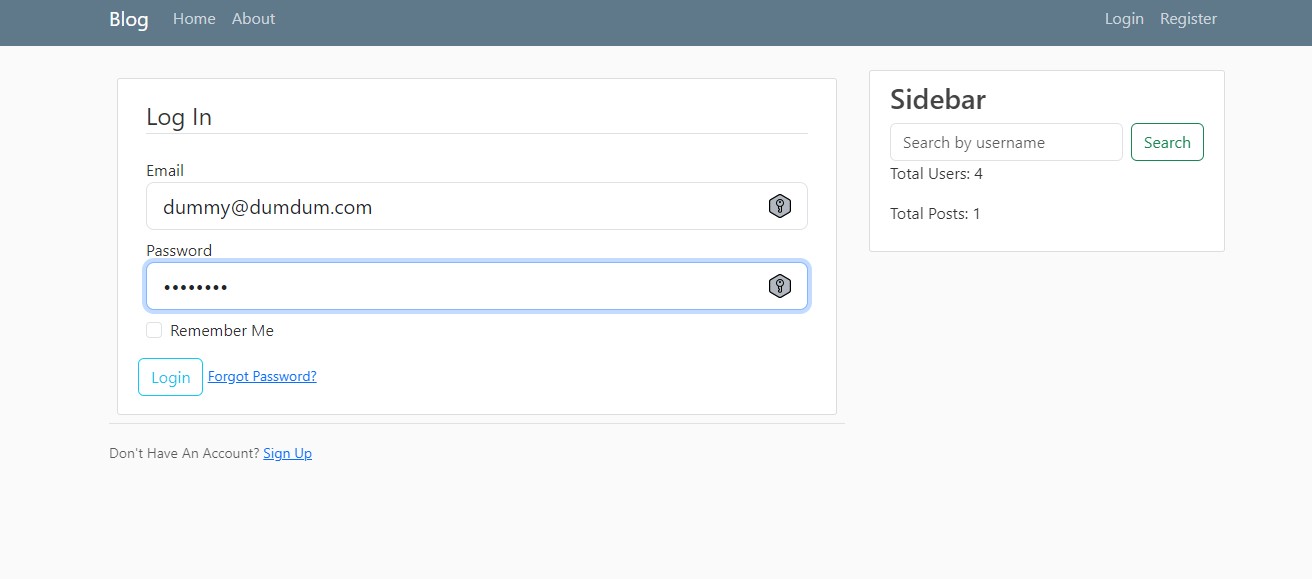 Blog Home About Login Register
Log In
Email
dummy@dumdum.com
Password
••••••••
Remember Me
Login Forgot Password?
Don't Have An Account? Sign Up
Sidebar
Search by username Search
Total Users: 4
Total Posts: 1